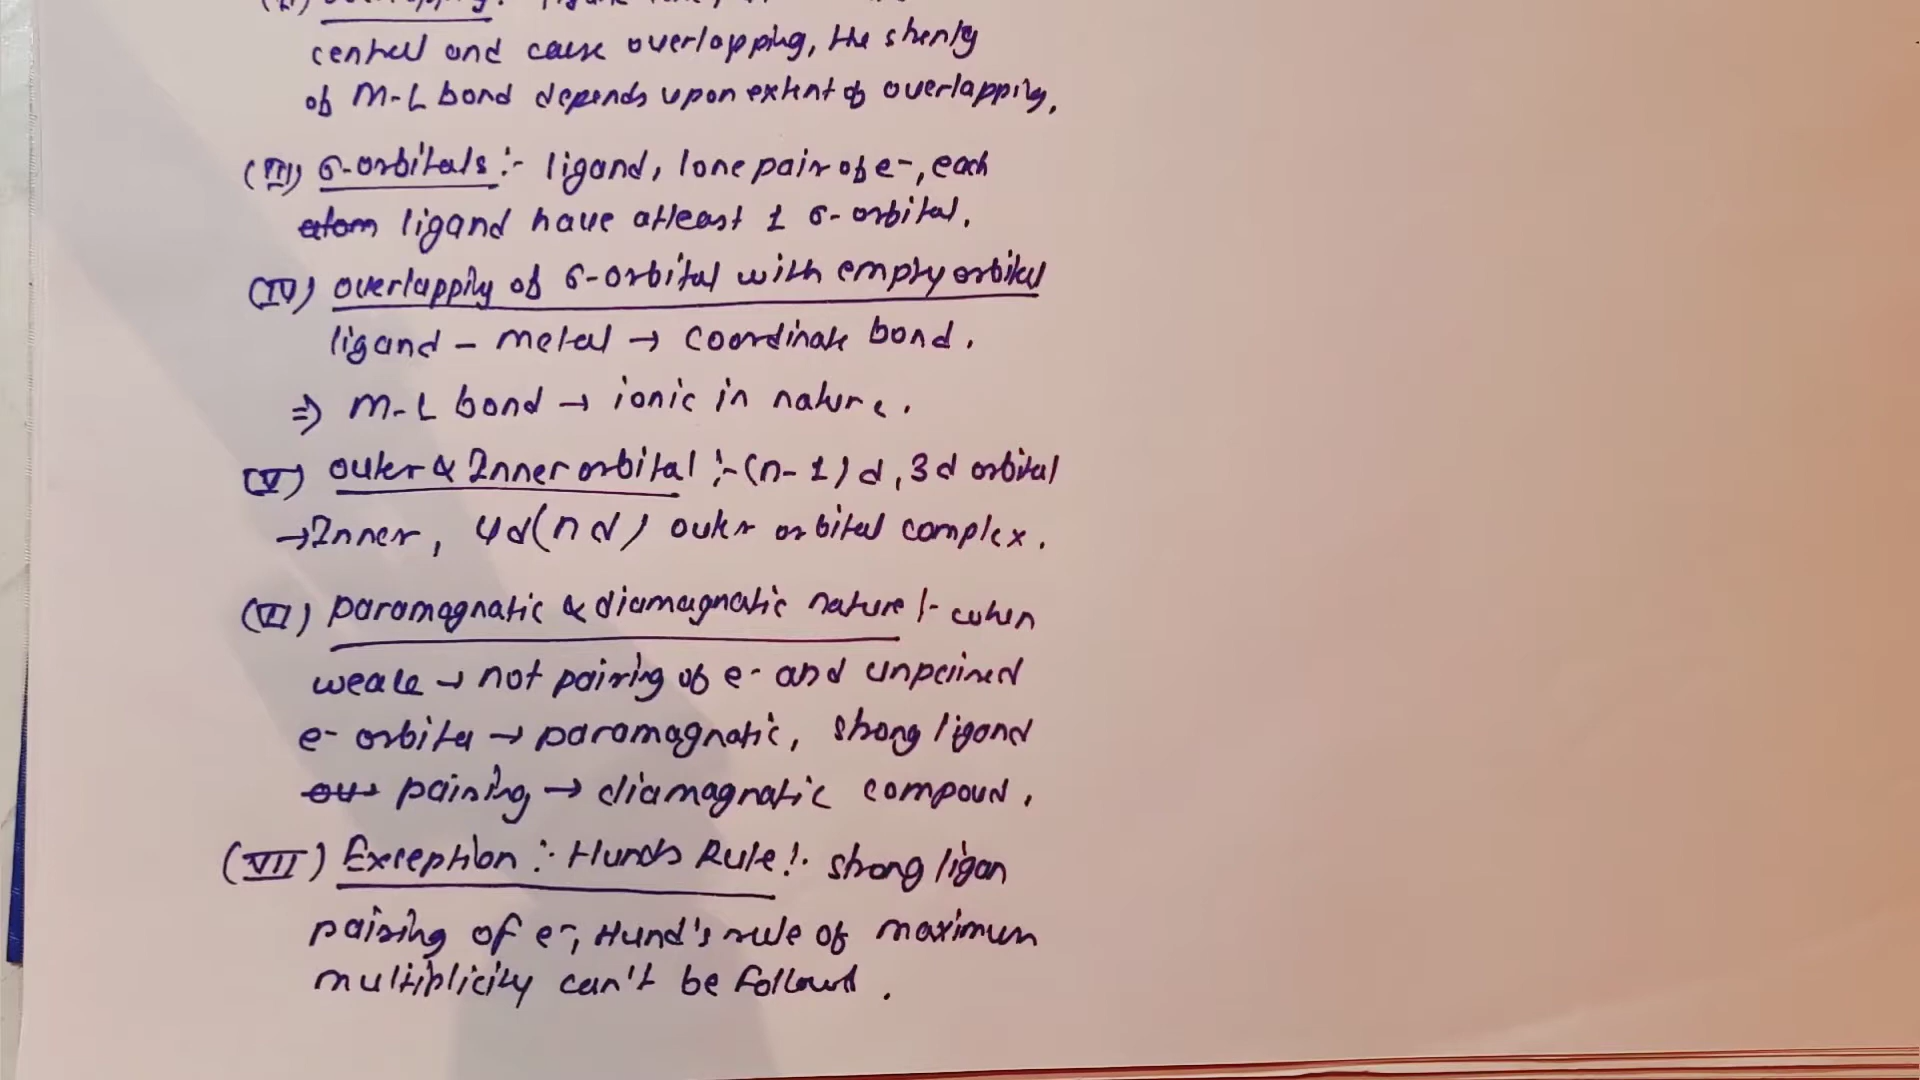 central and cause overlapping, the strenly
of M-L bond depends upon extent of overlapping.
(III) σ-orbitals :- ligand, lone pair of e-, each
atom ligand have atleast 1 σ-orbital.
(IV) overlapping of σ-orbital with empty orbital
ligand - metal → coordinate bond.
⇒ M-L bond → ionic in nature.
(V) outer & Inner orbital :- (n-1)d, 3d orbital
→ Inner, 4d(nd) outer orbital complex.
(VI) paramagnatic & diamagnatic nature :- when
weak → not pairing of e- and unpaired
e- orbital → paramagnatic, strong ligand
pairing → diamagnatic compoud.
(VII) Exception :- Hunds Rule :- strong ligan
pairing of e-, Hund's rule of maximum
multiplicity can't be followd.